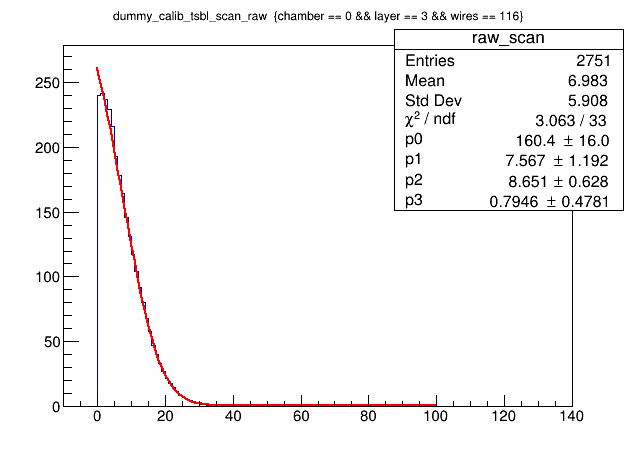 dummy_calib_tsbl_scan_raw {chamber == 0 && layer == 3 && wires == 116}
raw_scan
Entries 2751
Mean 6.983
Std Dev 5.908
χ² / ndf 3.063 / 33
p0 160.4 ± 16.0
p1 7.567 ± 1.192
p2 8.651 ± 0.628
p3 0.7946 ± 0.4781
250
200
150
100
50
0
0 20 40 60 80 100 120 140